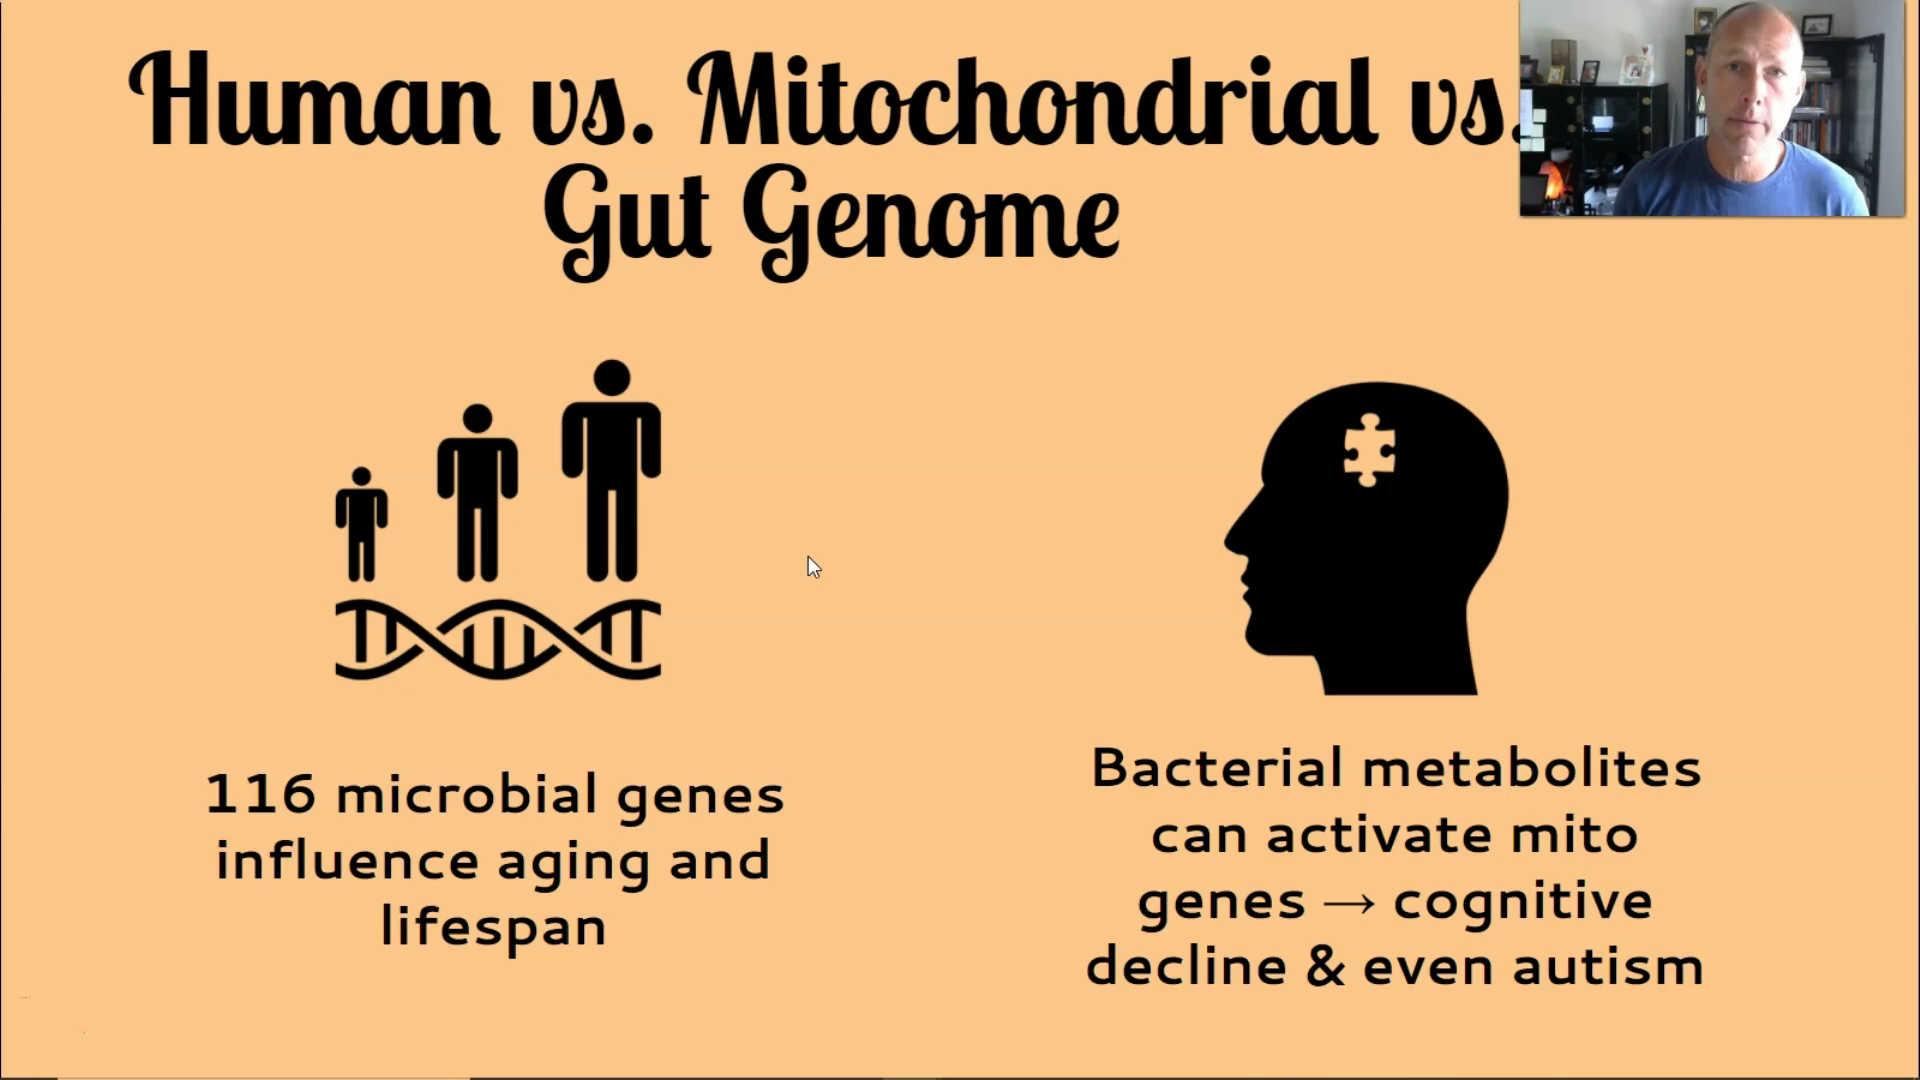 Human vs. Mitochondrial vs.
Gut Genome
116 microbial genes
influence aging and
lifespan
Bacterial metabolites
can activate mito
genes → cognitive
decline & even autism